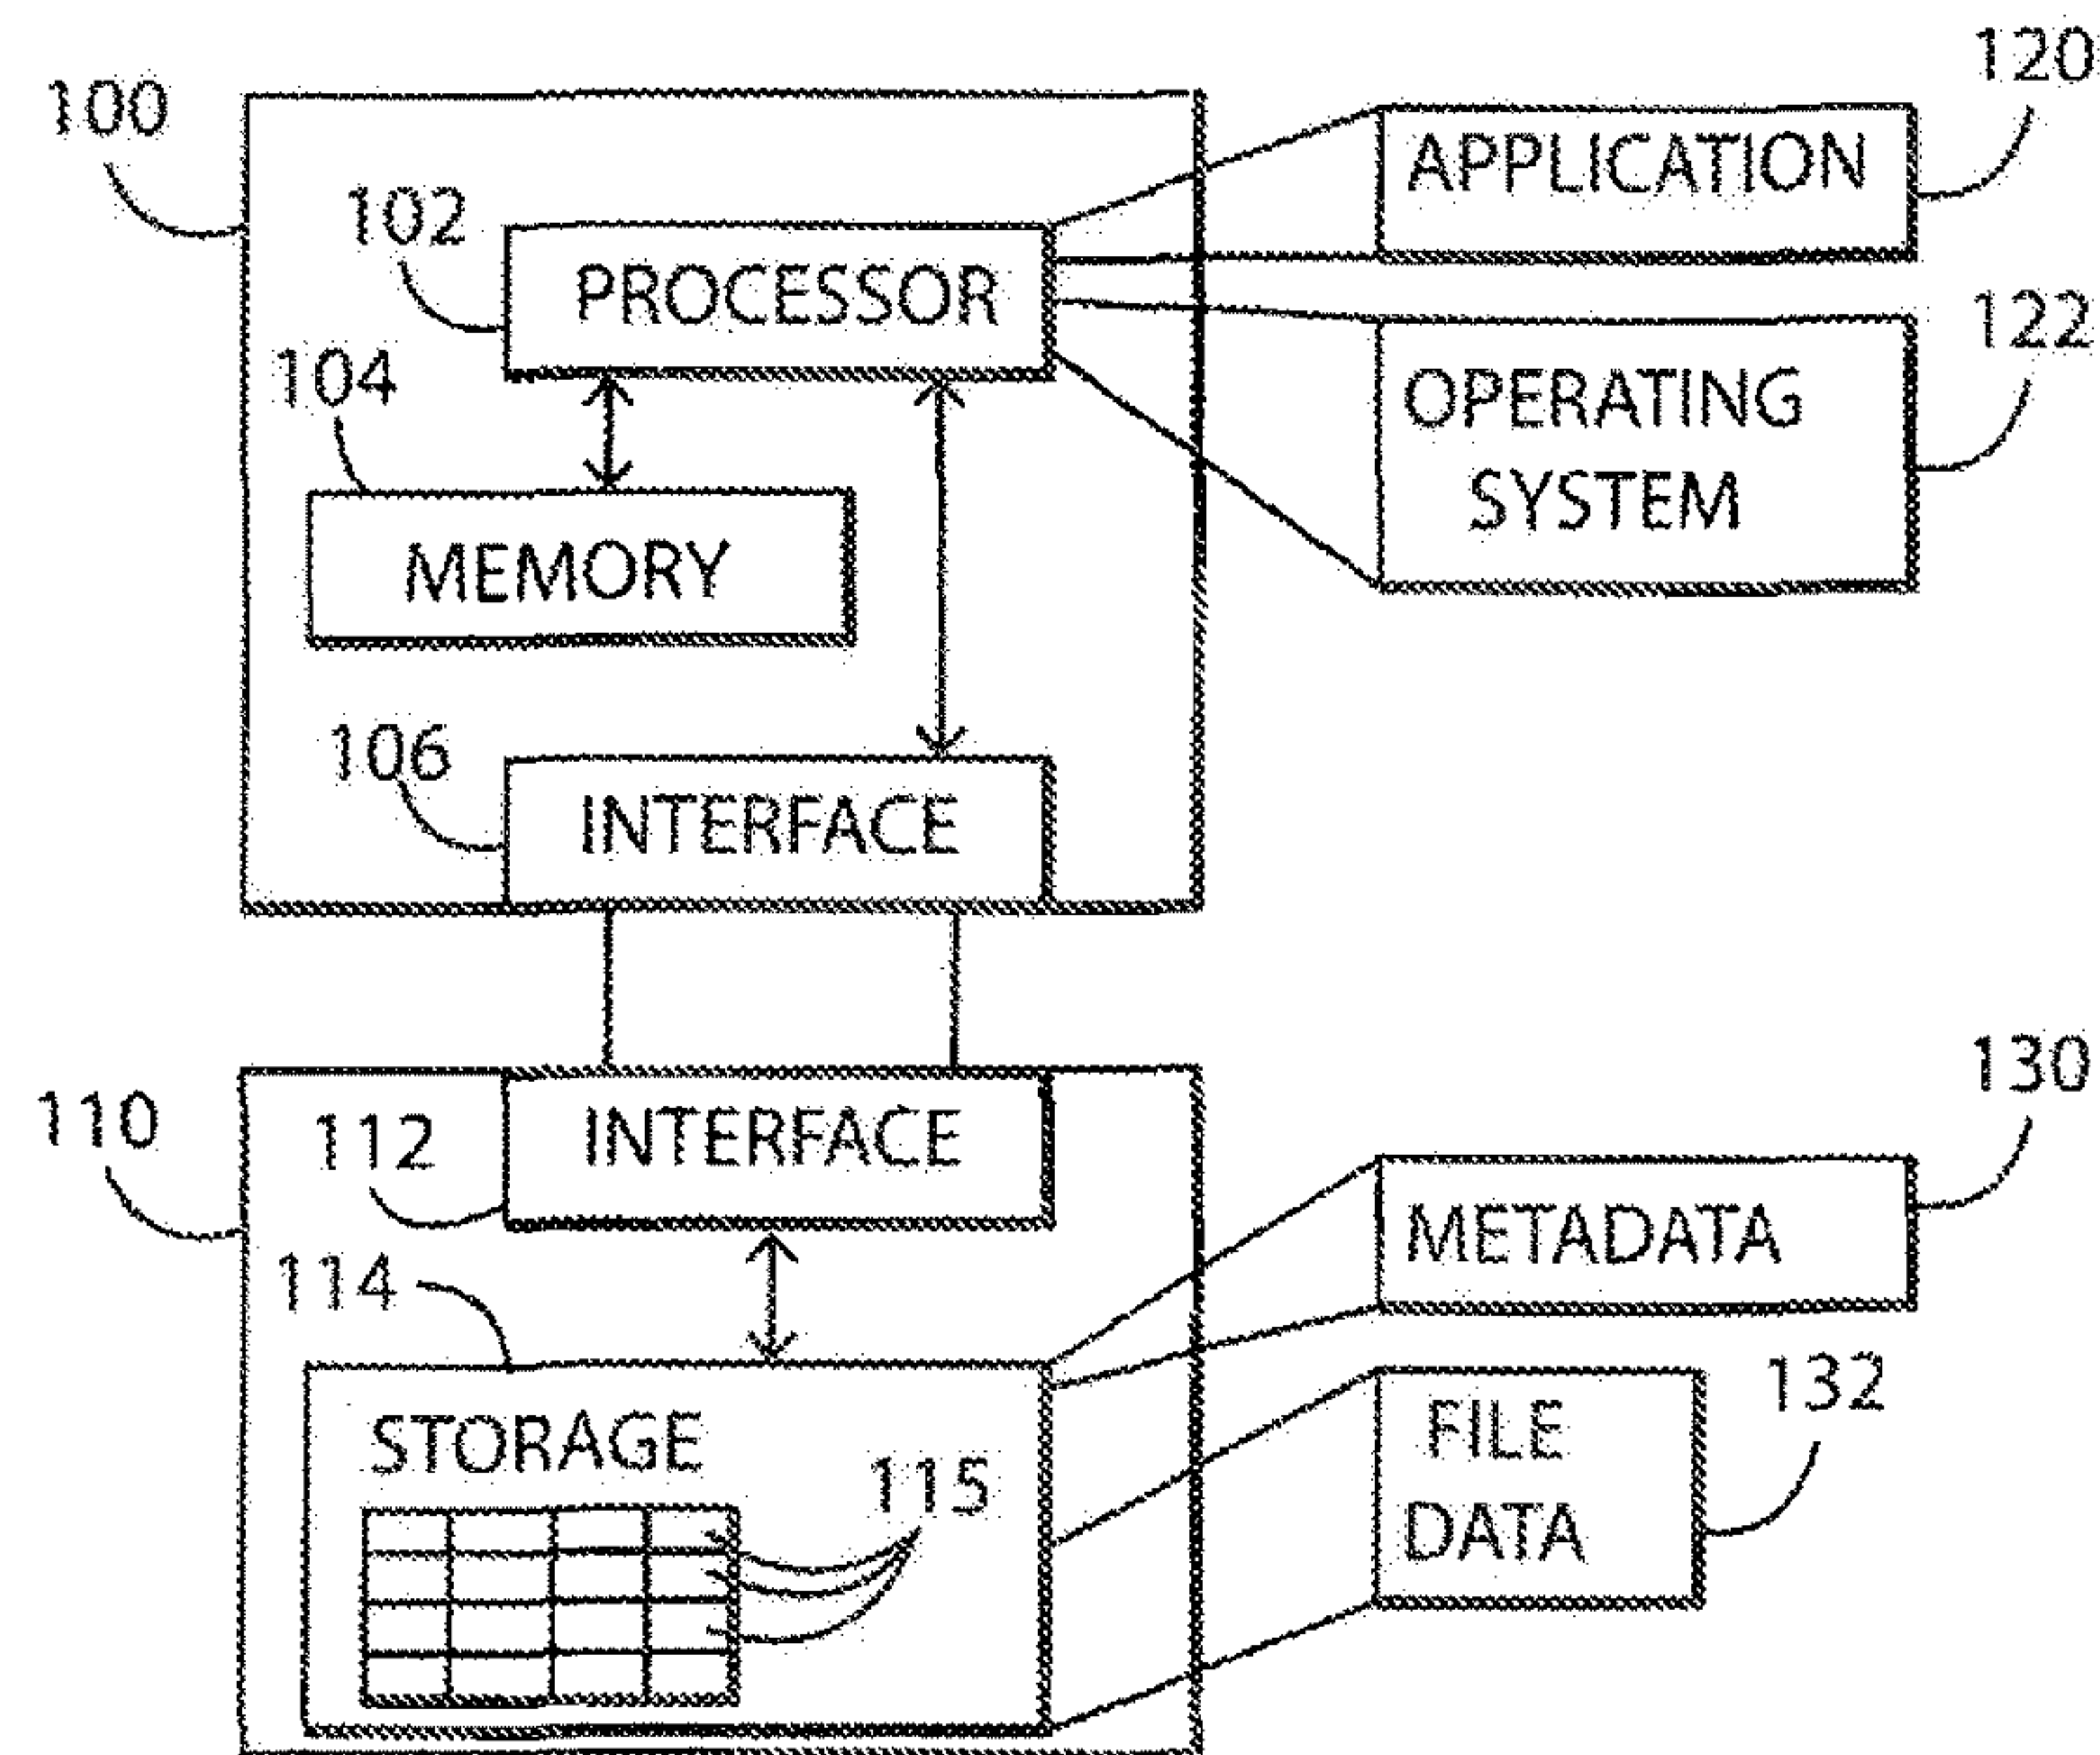 100
120
APPLICATION
102
PROCESSOR
122
OPERATING
SYSTEM
104
MEMORY
106
INTERFACE
110
112
INTERFACE
130
METADATA
114
STORAGE
115
132
FILE
DATA